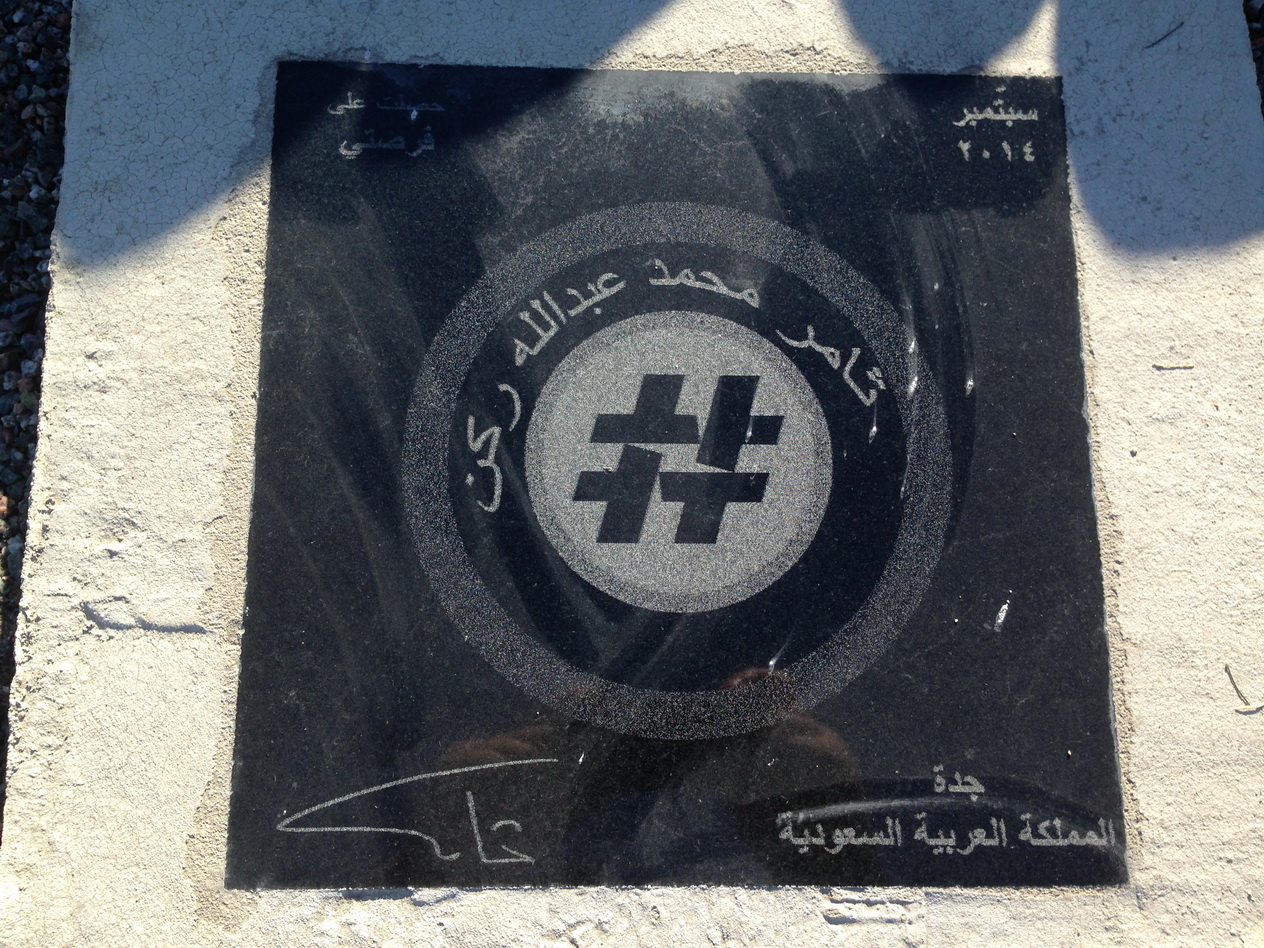 سبتمبر
٢٠١٤
حصلت على
فرصتي
ثامر محمد عبدالله ركن
#
جدة
المملكة العربية السعودية